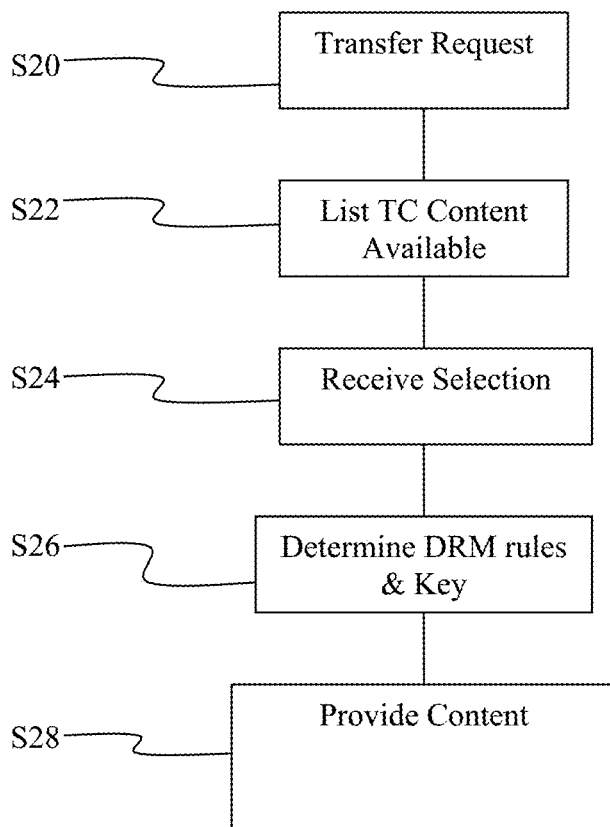 Transfer Request
S20
List TC Content
Available
S22
Receive Selection
S24
Determine DRM rules
& Key
S26
Provide Content
S28